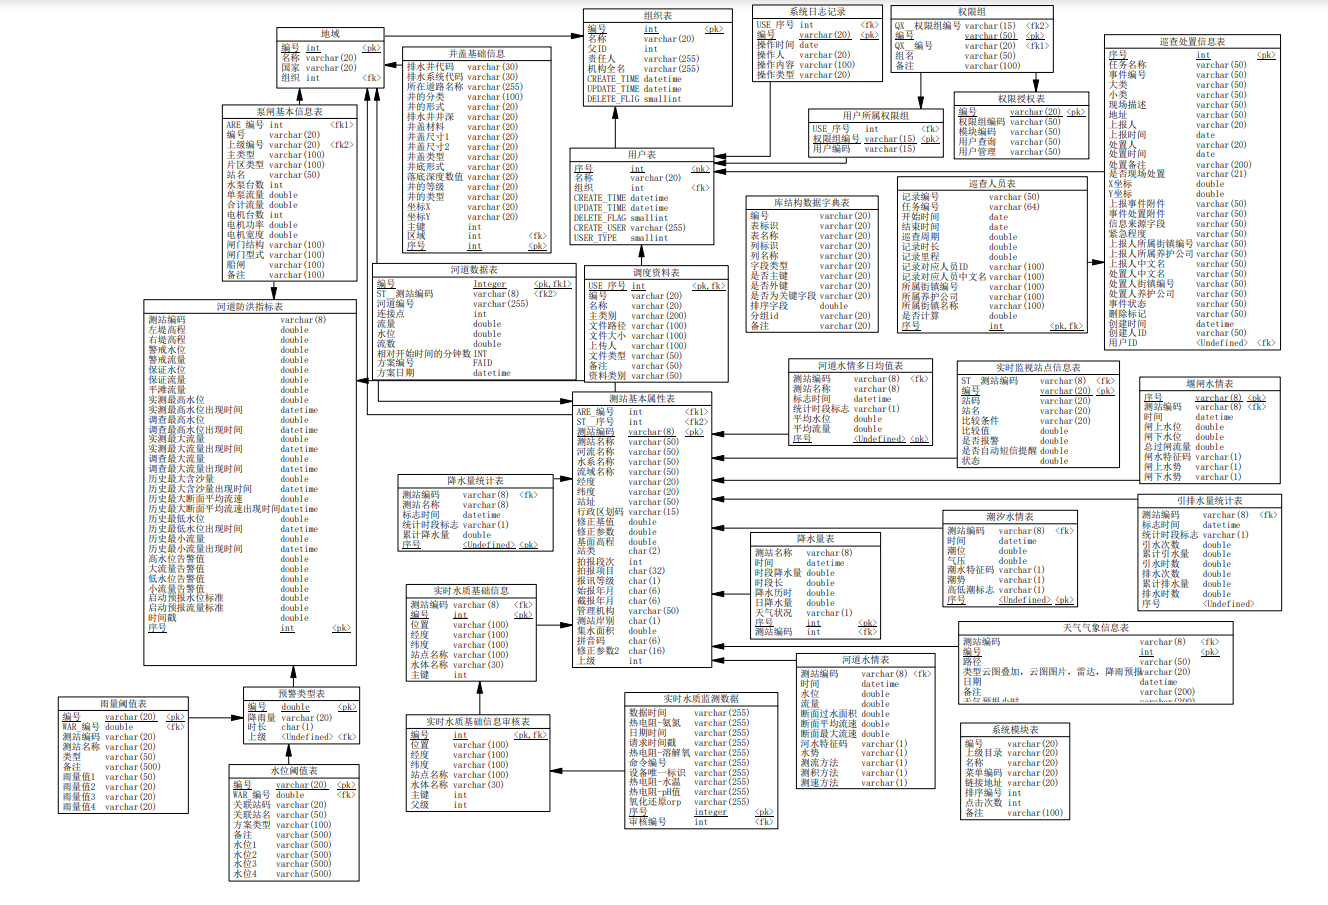 地域
编号 int <pk>
名称 varchar(20)
国家 varchar(20)
组织 int <fk>
组织表
编号 int <pk>
名称 varchar(20)
父ID int
责任人 varchar(255)
机构全名 varchar(255)
CREATE_TIME datetime
UPDATE_TIME datetime
DELETE_FLIG smallint
系统日志记录
USE_序号 int <fk>
编号 varchar(20) <pk>
操作时间 date
操作人 varchar(20)
操作内容 varchar(100)
操作类型 varchar(20)
权限组
QX_ 权限组编号 varchar(15) <fk2>
编号 varchar(50) <pk>
QX_ 编号 varchar(20) <fk1>
组名 varchar(50)
备注 varchar(100)
井盖基础信息
排水井代码 varchar(30)
排水系统代码 varchar(30)
所在道路名称 varchar(255)
井的分类 varchar(100)
井的形式 varchar(20)
排水井井深 varchar(20)
井盖材料 varchar(20)
井盖尺寸1 varchar(20)
井盖尺寸2 varchar(20)
井盖类型 varchar(20)
井底形式 varchar(20)
落底深度数值 varchar(20)
井的等级 varchar(20)
井的类型 varchar(20)
坐标X varchar(20)
坐标Y varchar(20)
主键 int
区域 int <fk>
序号 int <pk>
巡查处置信息表
序号 int <pk>
任务名称 varchar(50)
事件编号 varchar(50)
大类 varchar(50)
小类 varchar(50)
现场描述 varchar(50)
地址 varchar(50)
上报人 varchar(20)
上报时间 date
处置人 varchar(20)
处置时间 date
处置备注 varchar(200)
是否现场处置 varchar(21)
X坐标 double
Y坐标 double
上报事件附件 varchar(50)
事件处置附件 varchar(50)
信息来源字段 varchar(50)
紧急程度 varchar(50)
上报人所属街镇编号 varchar(50)
上报人所属养护公司 varchar(50)
上报人中文名 varchar(50)
处置人中文名 varchar(50)
处置人街镇编号 varchar(50)
处置人养护公司 varchar(50)
事件状态 varchar(50)
删除标记 varchar(50)
创建时间 datetime
创建人ID varchar(50)
用户ID <Undefined> <fk>
权限授权表
编号 varchar(20) <pk>
权限组编码 varchar(50)
模块编码 varchar(50)
用户查询 varchar(50)
用户管理 varchar(50)
用户所属权限组
USE_序号 int <fk>
权限组编号 varchar(15) <pk>
用户编码 varchar(15)
泵闸基本信息表
ARE_编号 int <fk1>
编号 varchar(20)
上级编号 varchar(20) <fk2>
主类型 varchar(100)
片区类型 varchar(100)
站名 varchar(50)
水泵台数 int
单泵流量 double
合计流量 double
电机台数 int
电机功率 double
电机宽度 double
闸门结构 varchar(100)
闸门型式 varchar(100)
船闸 varchar(100)
备注 varchar(100)
用户表
序号 int <pk>
名称 varchar(20)
组织 int <fk>
CREATE_TIME datetime
UPDATE_TIME datetime
DELETE_FLAG smallint
CREATE_USER varchar(255)
USER_TYPE smallint
库结构数据字典表
编号 varchar(20)
表标识 varchar(20)
表名称 varchar(20)
列标识 varchar(20)
列名称 varchar(20)
字段类型 varchar(20)
是否主键 varchar(20)
是否外键 varchar(20)
是否为关键字段 varchar(20)
排序字段 double
分组id varchar(20)
备注 varchar(20)
巡查人员表
记录编号 varchar(50)
任务编号 varchar(64)
开始时间 date
结束时间 date
巡查周期 double
记录时长 double
记录里程 double
记录对应人员ID varchar(100)
记录对应人员中文名 varchar(100)
所属街镇编号 varchar(100)
所属养护公司 varchar(100)
所属街镇名称 varchar(100)
是否计算 double
序号 int <pk,fk>
河道数据表
编号 Integer <pk,fk1>
ST__测站编码 varchar(8) <fk2>
河道编号 varchar(255)
连接点 int
流量 double
水位 double
流数 double
相对开始时间的分钟数 INT
方案编号 FAID
方案日期 datetime
调度资料表
USE_序号 int <pk,fk>
编号 varchar(20)
名称 varchar(20)
主类别 varchar(200)
文件路径 varchar(100)
文件大小 varchar(100)
上传人 varchar(100)
文件类型 varchar(50)
备注 varchar(50)
资料类别 varchar(50)
河道防洪指标表
测站编码 varchar(8)
左堤高程 double
右堤高程 double
警戒水位 double
警戒流量 double
保证水位 double
保证流量 double
平滩流量 double
实测最高水位 double
实测最高水位出现时间 datetime
调查最高水位 double
调查最高水位出现时间 datetime
实测最大流量 double
实测最大流量出现时间 datetime
调查最大流量 double
调查最大流量出现时间 datetime
历史最大含沙量 double
历史最大含沙量出现时间 datetime
历史最大断面平均流速 double
历史最大断面平均流速出现时间 datetime
历史最低水位 double
历史最低水位出现时间 datetime
历史最小流量 double
历史最小流量出现时间 datetime
高水位告警值 double
大流量告警值 double
低水位告警值 double
小流量告警值 double
启动预报水位标准 double
启动预报流量标准 double
时间戳 double
序号 int <pk>
测站基本属性表
ARE_编号 int <fk1>
ST__序号 int <fk2>
测站编码 varchar(8) <pk>
测站名称 varchar(50)
河流名称 varchar(50)
水系名称 varchar(50)
流域名称 varchar(50)
经度 varchar(20)
纬度 varchar(20)
站址 varchar(50)
行政区划码 varchar(15)
修正基值 double
修正参数 double
基面高程 double
站类 char(2)
拍报段次 int
拍报项目 char(32)
报讯等级 char(1)
始报年月 char(6)
截报年月 char(6)
管理机构 varchar(50)
测站岸别 char(1)
集水面积 double
拼音码 char(6)
修正参数2 char(16)
上级 int
河道水情多日均值表
测站编码 varchar(8) <fk>
测站名称 varchar(8)
标志时间 datetime
统计时段标志 varchar(1)
平均水位 double
平均流量 double
序号 <Undefined> <pk>
实时监视站点信息表
ST__测站编码 varchar(8) <fk>
编号 varchar(20) <pk>
站码 varchar(20)
站名 varchar(20)
比较条件 varchar(20)
比较值 double
是否报警 double
是否自动短信提醒 double
状态 double
堰闸水情表
序号 varchar(8) <pk>
测站编码 varchar(8) <fk>
时间 datetime
闸上水位 double
闸下水位 double
总过闸流量 double
闸水特征码 varchar(1)
闸上水势 varchar(1)
闸下水势 varchar(1)
降水量统计表
测站编码 varchar(8) <fk>
测站名称 varchar(8)
标志时间 datetime
统计时段标志 varchar(1)
累计降水量 double
序号 <Undefined> <pk>
引排水量统计表
测站编码 varchar(8) <fk>
标志时间 datetime
统计时段标志 varchar(1)
引水次数 double
累计引水量 double
引水时数 double
排水次数 double
累计排水量 double
排水时数 double
序号 <Undefined>
潮汐水情表
测站编码 varchar(8) <fk>
时间 datetime
潮位 double
气压 double
潮水特征码 varchar(1)
潮势 varchar(1)
高低潮标志 varchar(1)
序号 <Undefined> <pk>
降水量表
测站名称 varchar(8)
时间 datetime
时段降水量 double
时段长 double
降水历时 double
日降水量 double
天气状况 varchar(1)
序号 int <pk>
测站编码 int <fk>
实时水质基础信息
测站编码 varchar(8) <fk>
编号 int <pk>
位置 varchar(100)
经度 varchar(100)
纬度 varchar(100)
站点名称 varchar(100)
水体名称 varchar(30)
主键 int
天气气象信息表
测站编码 varchar(8) <fk>
编号 int <pk>
路径 varchar(50)
类型云图叠加，云图图片，雷达，降雨预报 varchar(20)
日期 datetime
备注 varchar(200)
河道水情表
测站编码 varchar(8) <fk>
时间 datetime
水位 double
流量 double
断面过水面积 double
断面平均流速 double
断面最大流速 double
河水特征码 varchar(1)
水势 varchar(1)
测流方法 varchar(1)
测积方法 varchar(1)
测速方法 varchar(1)
预警类型表
编号 double <pk>
降雨量 varchar(20)
时长 char(1)
上级 <Undefined> <fk>
雨量阈值表
编号 varchar(20) <pk>
WAR_编号 double <fk>
测站编码 varchar(20)
测站名称 varchar(20)
类型 varchar(50)
备注 varchar(500)
雨量值1 varchar(50)
雨量值2 varchar(20)
雨量值3 varchar(20)
雨量值4 varchar(20)
实时水质监测数据
数据时间 varchar(255)
热电阻-氨氮 varchar(255)
日期时间 varchar(255)
请求时间戳 varchar(255)
热电阻-溶解氧 varchar(255)
命令编号 varchar(255)
设备唯一标识 varchar(255)
热电阻-水温 varchar(255)
热电阻-pH值 varchar(255)
氧化还原orp varchar(255)
序号 integer <pk>
审核编号 int <fk>
实时水质基础信息审核表
编号 int <pk,fk>
位置 varchar(100)
经度 varchar(100)
纬度 varchar(100)
站点名称 varchar(100)
水体名称 varchar(30)
主键 int
父级 int
系统模块表
编号 varchar(20)
上级目录 varchar(20)
名称 varchar(20)
菜单编码 varchar(20)
链接地址 varchar(20)
排序编号 int
点击次数 int
备注 varchar(100)
水位阈值表
编号 varchar(20) <pk>
WAR_编号 double <fk>
关联站码 varchar(20)
关联站名 varchar(50)
方案类型 varchar(100)
备注 varchar(500)
水位1 varchar(500)
水位2 varchar(500)
水位3 varchar(500)
水位4 varchar(500)